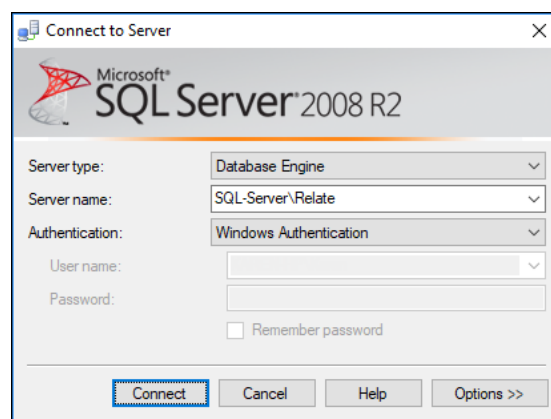 Connect to Server
Microsoft®
SQL Server® 2008 R2
Server type: Database Engine
Server name: SQL-Server\Relate
Authentication: Windows Authentication
User name:
Password:
Remember password
Connect Cancel Help Options >>